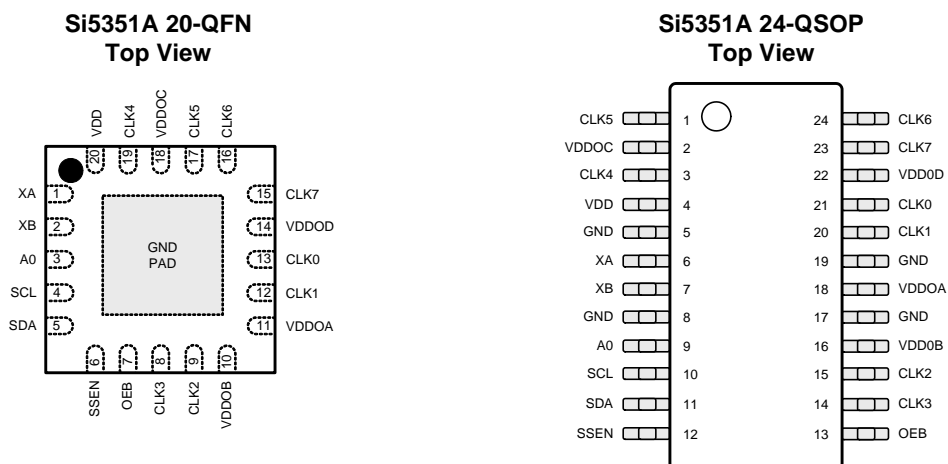 Si5351A 20-QFN
Top View
VDD
CLK4
VDDOC
CLK5
CLK6
20
19
18
17
16
XA 1
XB 2
A0 3
SCL 4
SDA 5
GND
PAD
15 CLK7
14 VDDOD
13 CLK0
12 CLK1
11 VDDOA
6
7
8
9
10
SSEN
OEB
CLK3
CLK2
VDDOB
Si5351A 24-QSOP
Top View
CLK5 1 24 CLK6
VDDOC 2 23 CLK7
CLK4 3 22 VDD0D
VDD 4 21 CLK0
GND 5 20 CLK1
XA 6 19 GND
XB 7 18 VDDOA
GND 8 17 GND
A0 9 16 VDD0B
SCL 10 15 CLK2
SDA 11 14 CLK3
SSEN 12 13 OEB